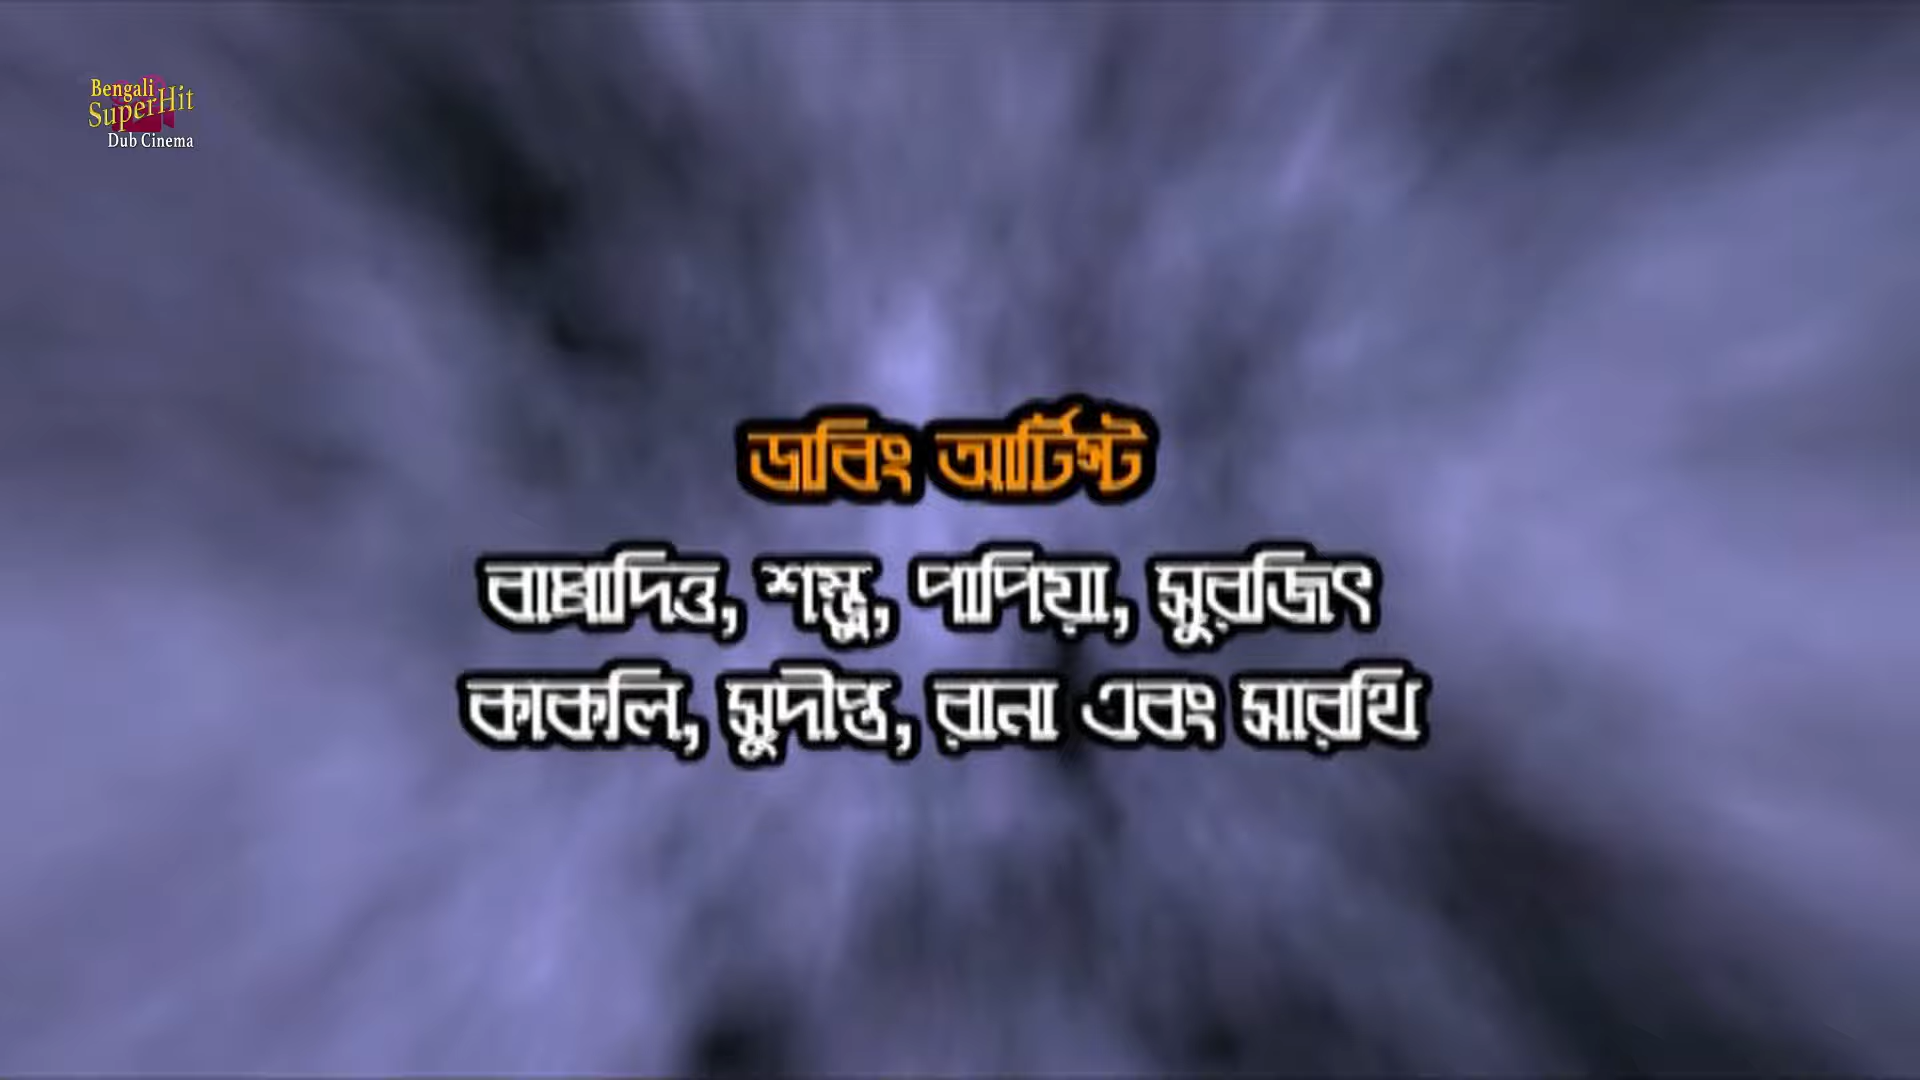 Bengali
SuperHit
Dub Cinema
ডাবিং আর্টিস্ট
বাপ্পাদিত্ত, শম্ভু, পাপিয়া, সুরজিৎ
কাকলি, সুদীপ্ত, রানা এবং সারথি